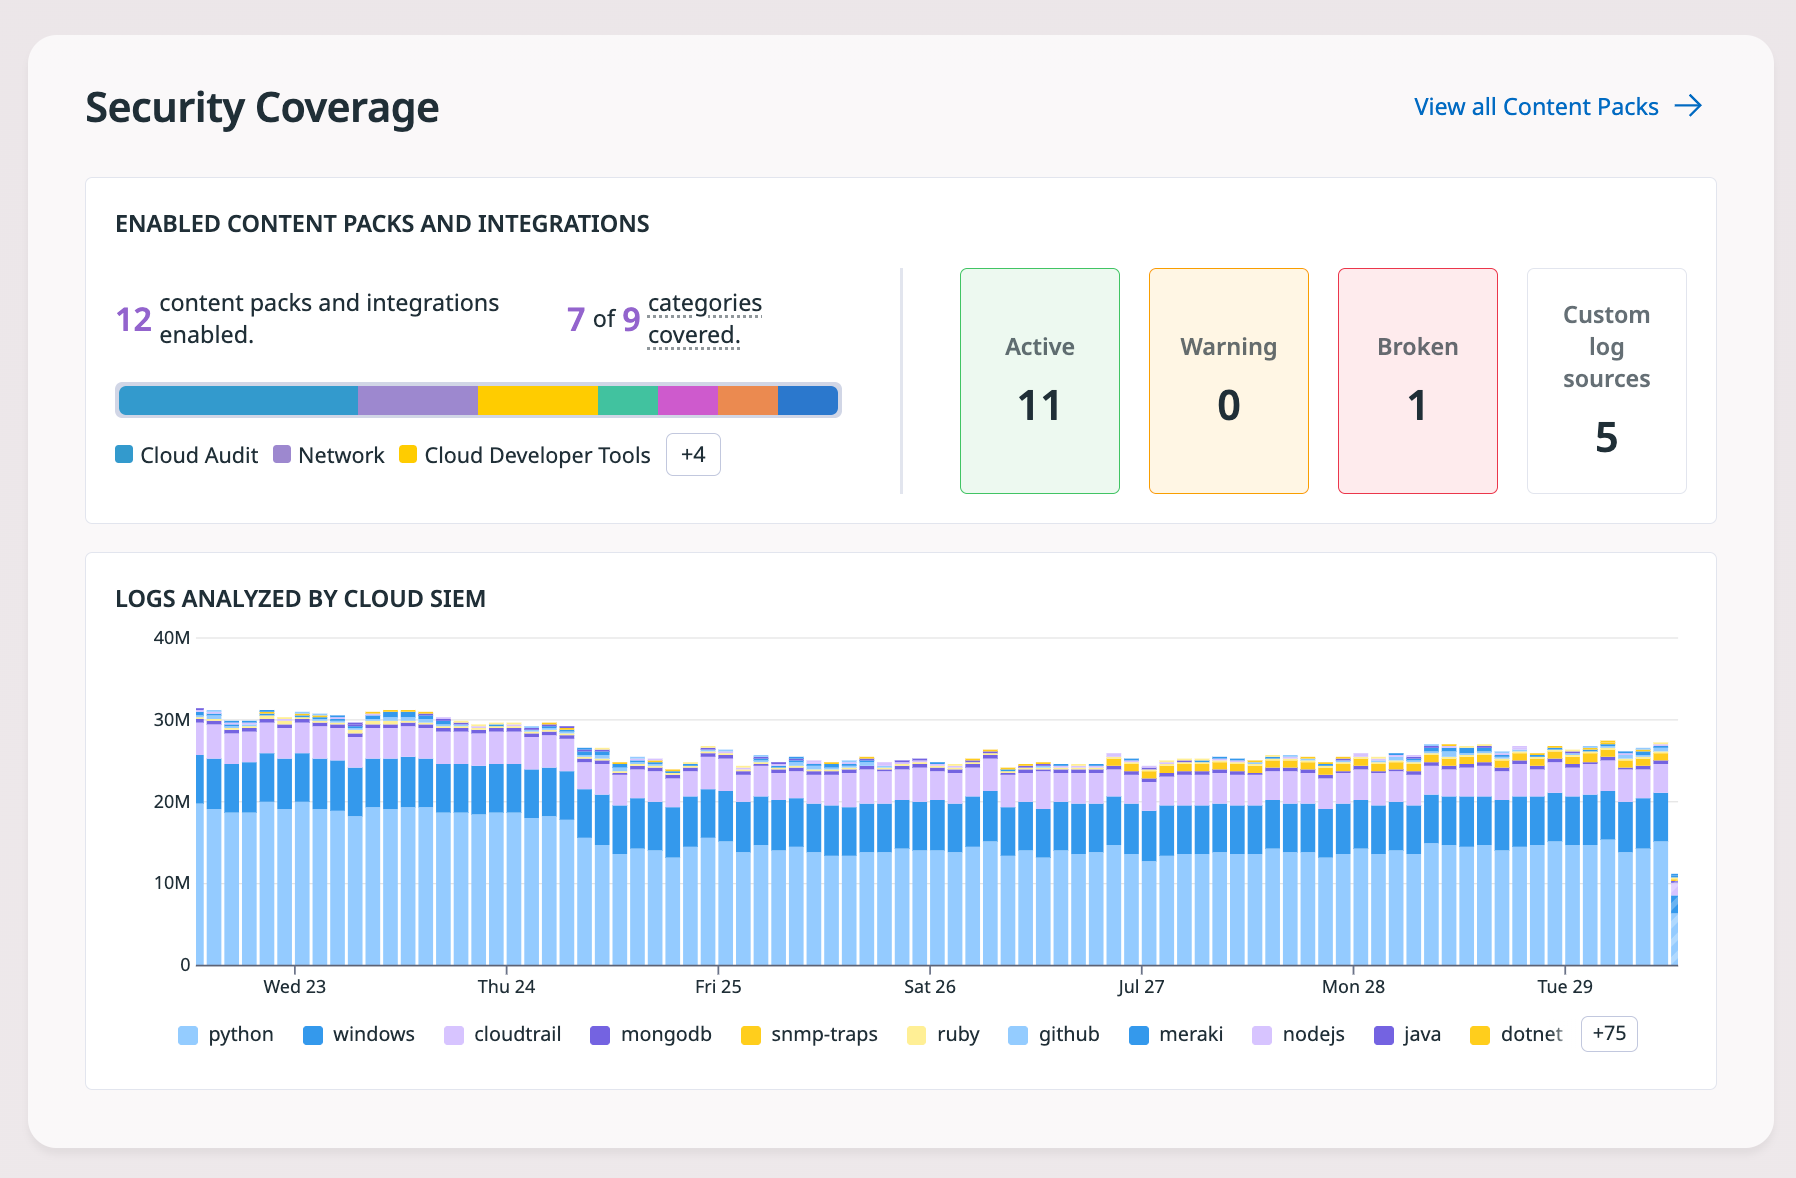 Security Coverage
View all Content Packs
ENABLED CONTENT PACKS AND INTEGRATIONS
12 content packs and integrations
enabled.
7 of 9 categories
covered.
Cloud Audit
Network
Cloud Developer Tools
+4
Active
11
Warning
0
Broken
1
Custom
log
sources
5
LOGS ANALYZED BY CLOUD SIEM
40M
30M
20M
10M
0
Wed 23
Thu 24
Fri 25
Sat 26
Jul 27
Mon 28
Tue 29
python
windows
cloudtrail
mongodb
snmp-traps
ruby
github
meraki
nodejs
java
dotnet
+75